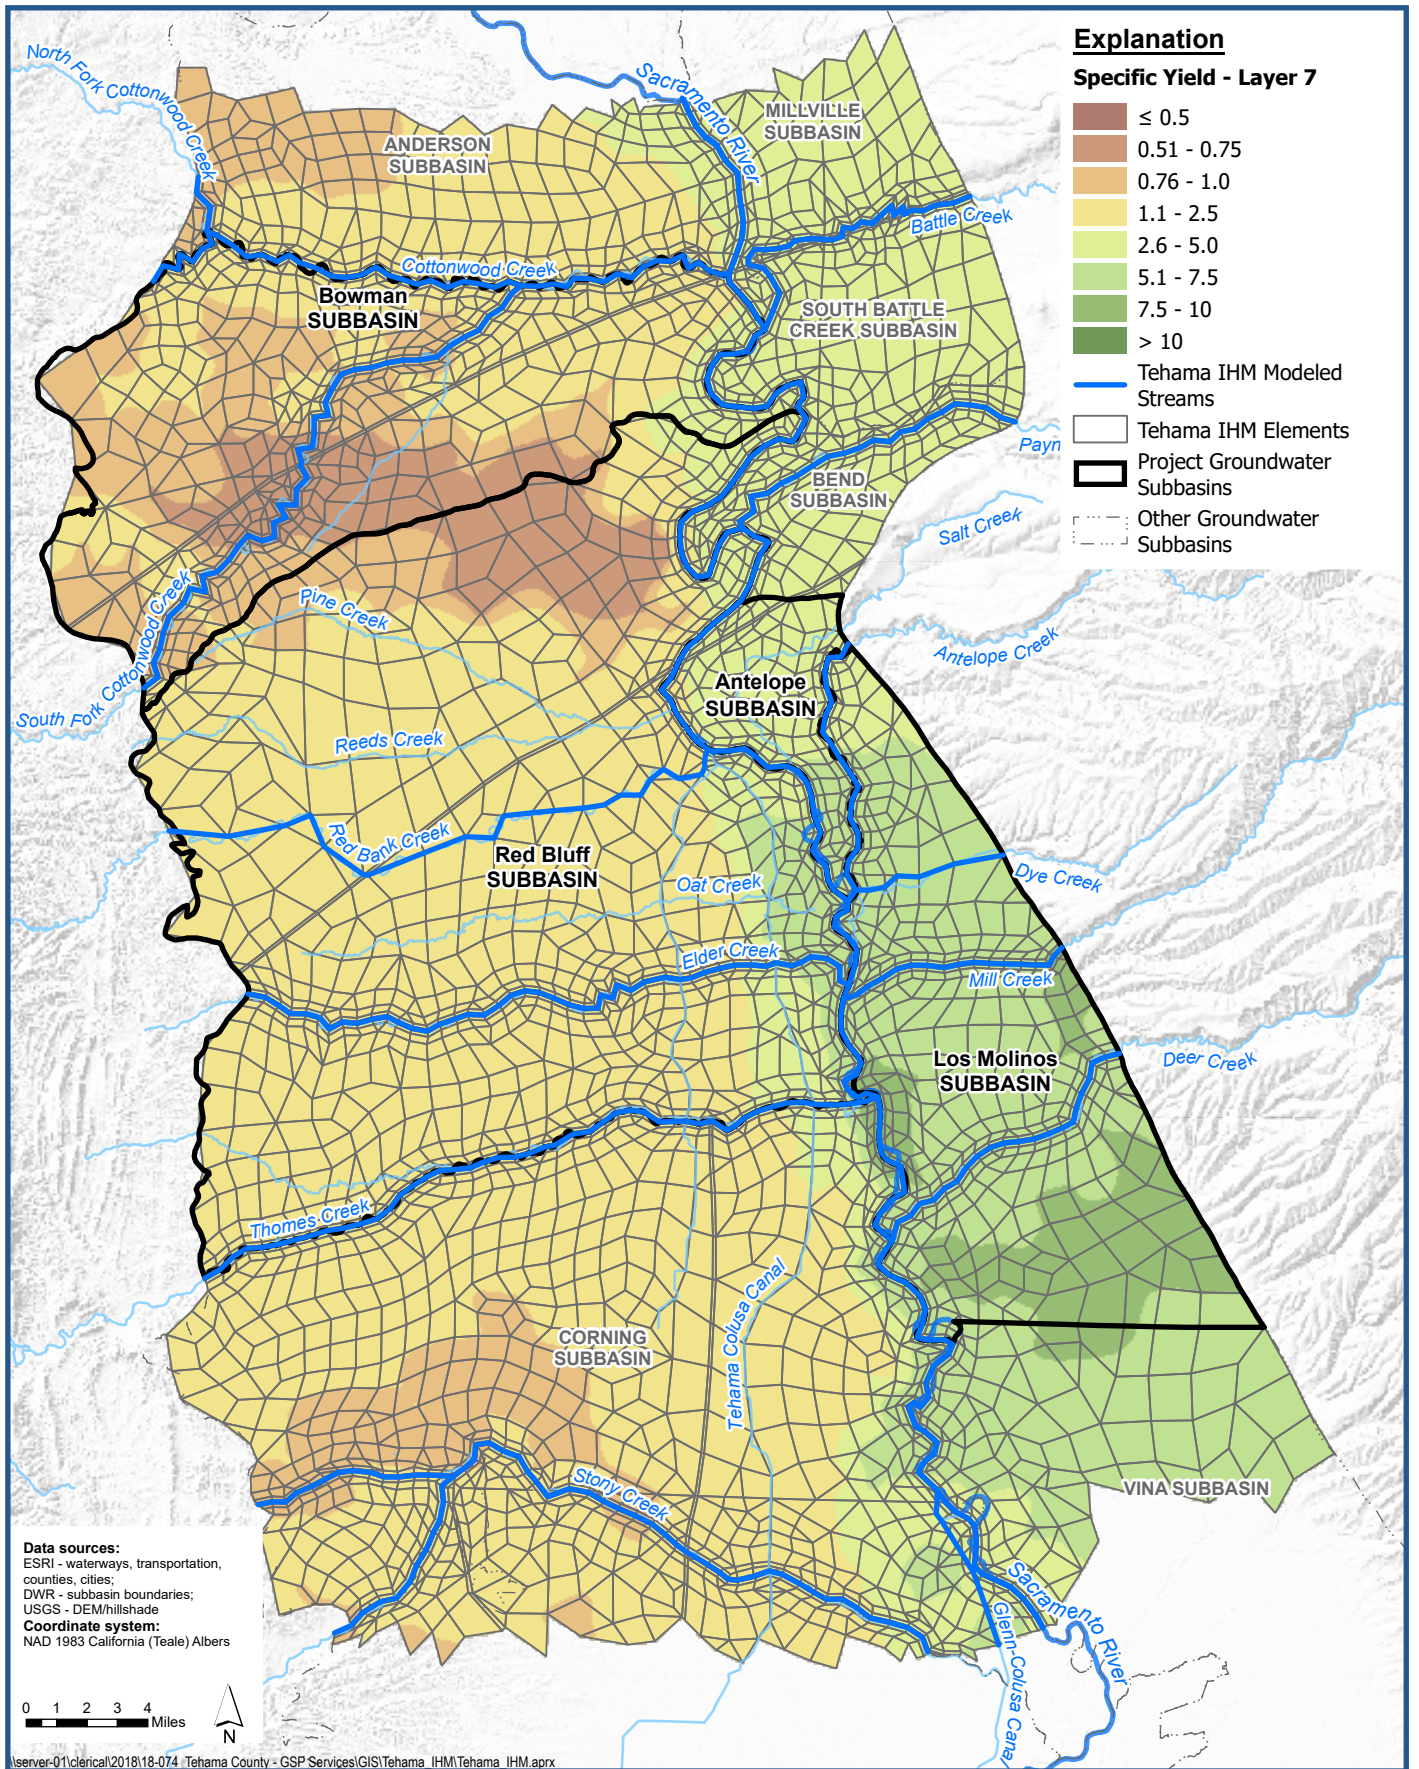 Explanation
Specific Yield - Layer 7
≤ 0.5
0.51 - 0.75
0.76 - 1.0
1.1 - 2.5
2.6 - 5.0
5.1 - 7.5
7.5 - 10
> 10
Tehama IHM Modeled
Streams
Tehama IHM Elements
Project Groundwater
Subbasins
Other Groundwater
Subbasins
North Fork Cottonwood Creek
Sacramento River
MILLVILLE
SUBBASIN
ANDERSON
SUBBASIN
Battle Creek
Cottonwood Creek
Bowman
SUBBASIN
SOUTH BATTLE
CREEK SUBBASIN
Payn
BEND
SUBBASIN
Salt Creek
South Fork Cottonwood Creek
Pine Creek
Antelope Creek
Antelope
SUBBASIN
Reeds Creek
Red Bank Creek
Red Bluff
SUBBASIN
Oat Creek
Dye Creek
Elder Creek
Mill Creek
Los Molinos
SUBBASIN
Deer Creek
Thomes Creek
Tehama Colusa Canal
CORNING
SUBBASIN
Stony Creek
VINA SUBBASIN
Sacramento River
Glenn-Colusa Canal
Data sources:
ESRI - waterways, transportation,
counties, cities;
DWR - subbasin boundaries;
USGS - DEM/hillshade
Coordinate system:
NAD 1983 California (Teale) Albers
0 1 2 3 4
Miles
N
\\server-01\clerical\2018\18-074_Tehama County - GSP Services\GIS\Tehama_IHM\Tehama_IHM.aprx